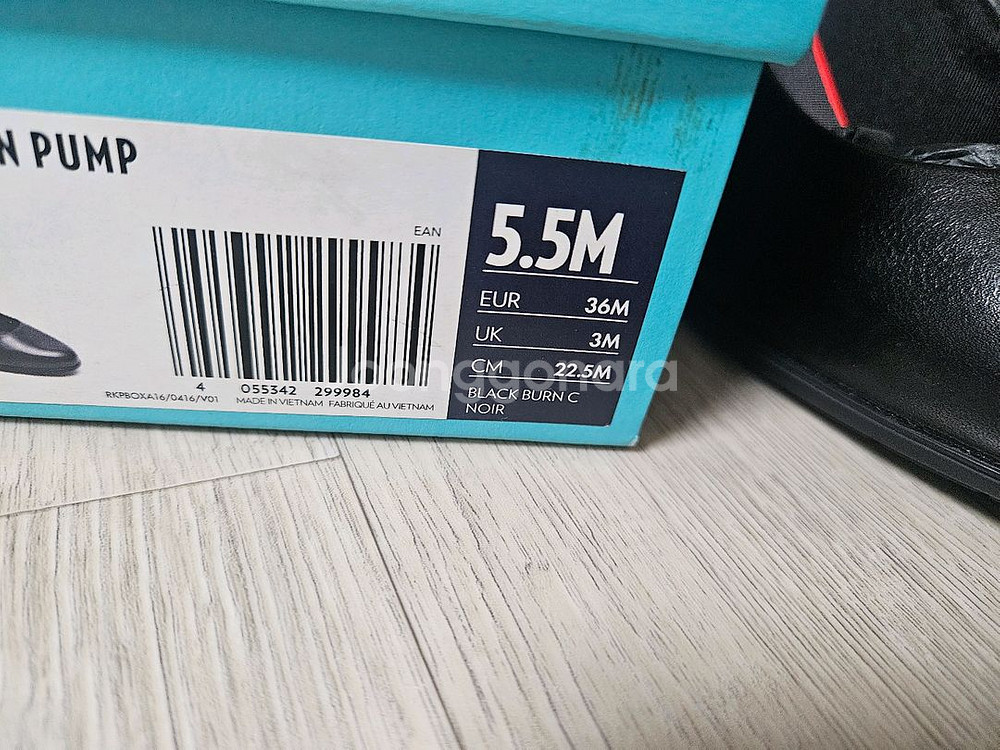 N PUMP
EAN
4 055342 299984
RKPBOXA16/0416/V01
MADE IN VIETNAM FABRIQUÉ AU VIETNAM
5.5M
EUR 36M
UK 3M
CM 22.5M
BLACK BURN C
NOIR
joonggonara